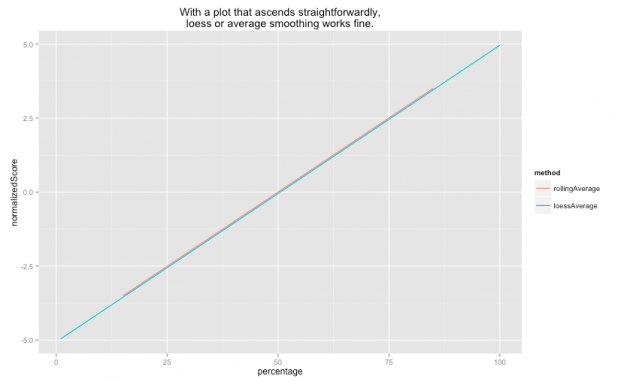 With a plot that ascends straightforwardly,
loess or average smoothing works fine.
5.0
2.5
0.0
-2.5
-5.0
normalizedScore
0
25
50
75
100
percentage
method
rollingAverage
loessAverage